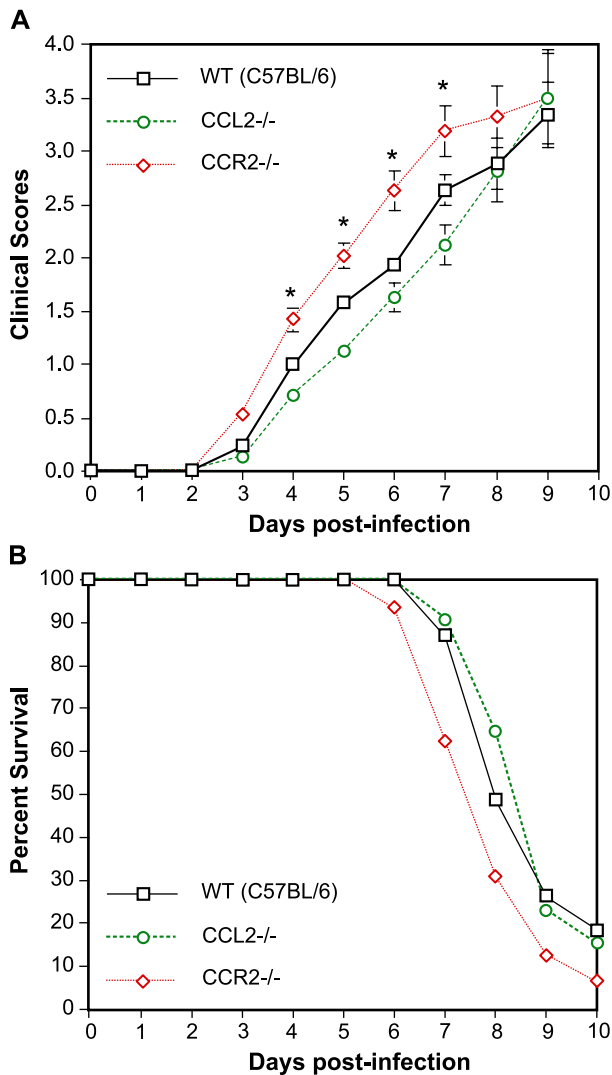 A
4.0
3.5
3.0
2.5
2.0
1.5
1.0
0.5
0.0
Clinical Scores
WT (C57BL/6)
CCL2-/-
CCR2-/-
* * * *
0 1 2 3 4 5 6 7 8 9 10
Days post-infection
B
100
90
80
70
60
50
40
30
20
10
0
Percent Survival
WT (C57BL/6)
CCL2-/-
CCR2-/-
0 1 2 3 4 5 6 7 8 9 10
Days post-infection